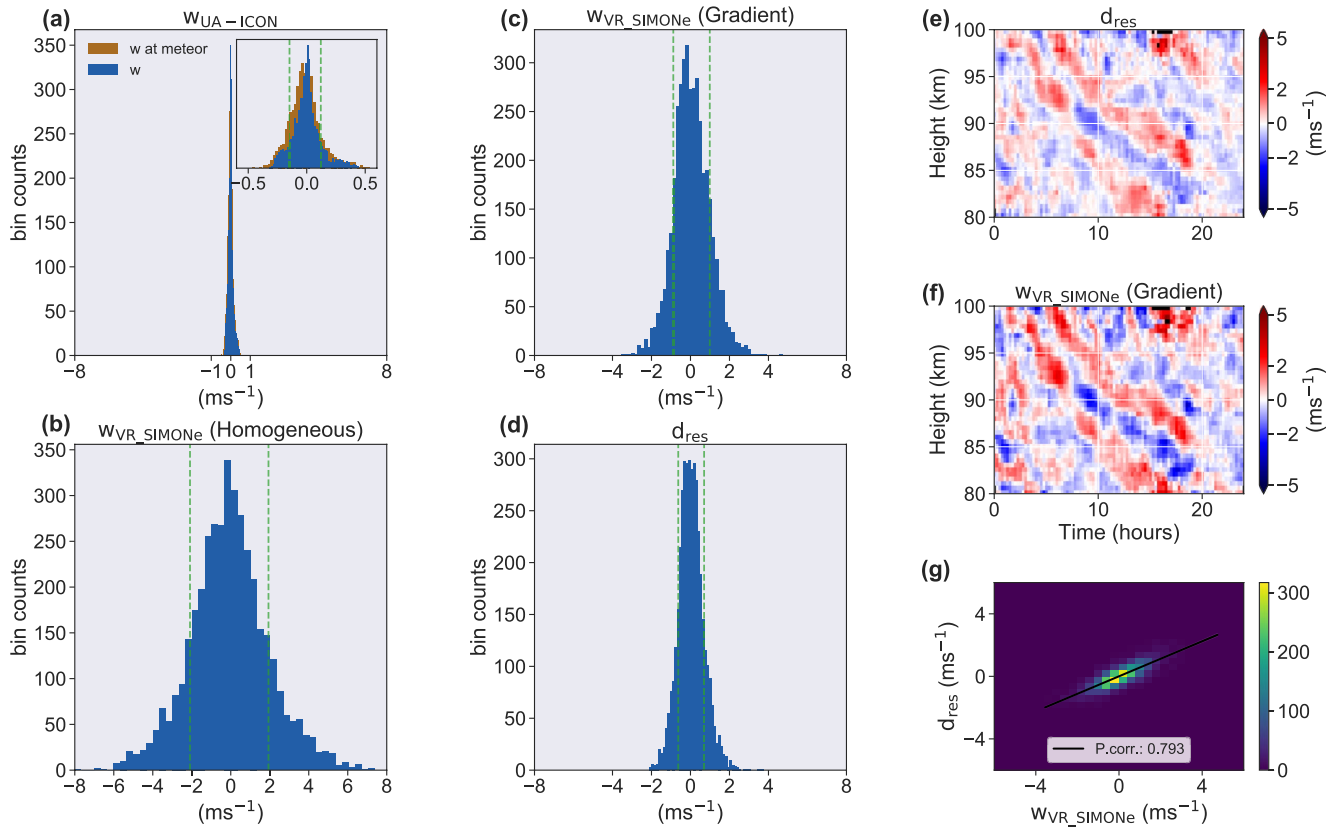 (a)
w_UA−ICON
w at meteor
w
bin counts
350
300
250
200
150
100
50
0
−0.5 0.0 0.5
−8 −1 0 1 8
(ms⁻¹)
(b)
w_VR_SIMONe (Homogeneous)
bin counts
350
300
250
200
150
100
50
0
−8 −6 −4 −2 0 2 4 6 8
(ms⁻¹)
(c)
w_VR_SIMONe (Gradient)
bin counts
350
300
250
200
150
100
50
0
−8 −4 −2 0 2 4 8
(ms⁻¹)
(d)
d_res
bin counts
300
250
200
150
100
50
0
−8 −4 −2 0 2 4 8
(ms⁻¹)
(e)
d_res
Height (km)
100
95
90
85
80
0 10 20
5
2
0
−2
−5
(ms⁻¹)
(f)
w_VR_SIMONe (Gradient)
Height (km)
100
95
90
85
80
0 10 20
Time (hours)
5
2
0
−2
−5
(ms⁻¹)
(g)
d_res (ms⁻¹)
4
0
−4
P.corr.: 0.793
−4 0 4
w_VR_SIMONe (ms⁻¹)
300
200
100
0